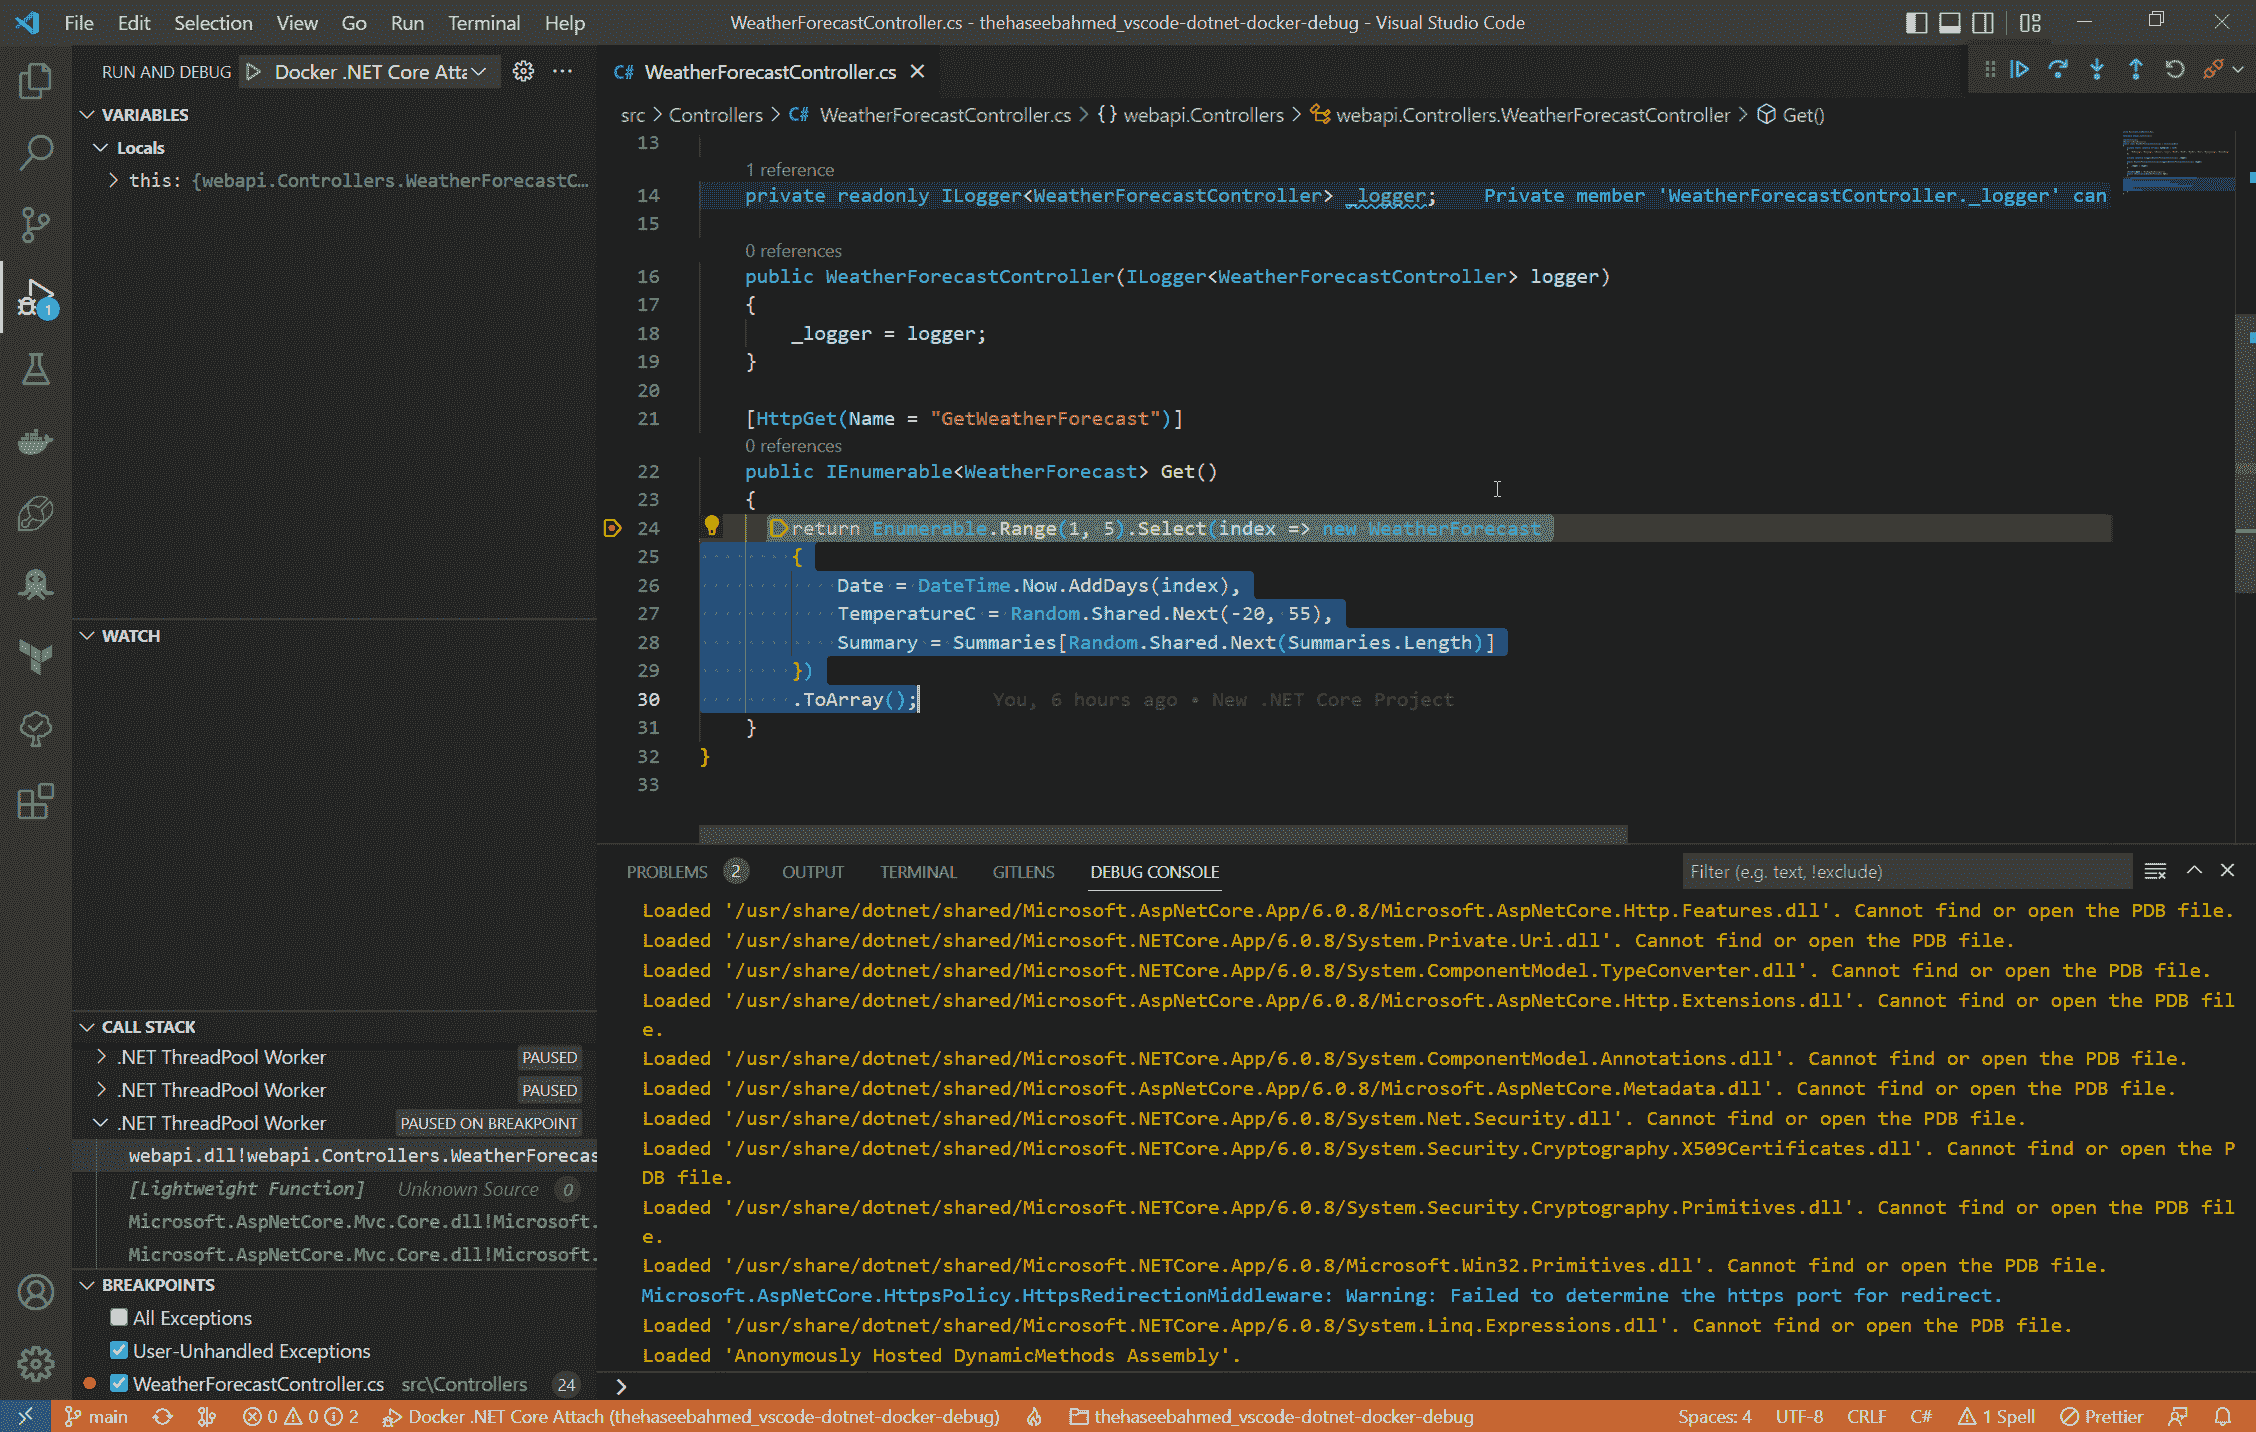 File Edit Selection View Go Run Terminal Help
WeatherForecastController.cs - thehaseebahmed_vscode-dotnet-docker-debug - Visual Studio Code
RUN AND DEBUG Docker .NET Core Atta
VARIABLES
Locals
this: {webapi.Controllers.WeatherForecastC…
WATCH
CALL STACK
.NET ThreadPool Worker PAUSED
.NET ThreadPool Worker PAUSED
.NET ThreadPool Worker PAUSED ON BREAKPOINT
webapi.dll!webapi.Controllers.WeatherForecas
[Lightweight Function] Unknown Source 0
Microsoft.AspNetCore.Mvc.Core.dll!Microsoft.
Microsoft.AspNetCore.Mvc.Core.dll!Microsoft.
BREAKPOINTS
All Exceptions
User-Unhandled Exceptions
WeatherForecastController.cs src\Controllers 24
1
C# WeatherForecastController.cs
src > Controllers > C# WeatherForecastController.cs > {} webapi.Controllers > webapi.Controllers.WeatherForecastController > Get()
13
1 reference
14 private readonly ILogger<WeatherForecastController> _logger; Private member 'WeatherForecastController._logger' can
15
0 references
16 public WeatherForecastController(ILogger<WeatherForecastController> logger)
17 {
18 _logger = logger;
19 }
20
21 [HttpGet(Name = "GetWeatherForecast")]
0 references
22 public IEnumerable<WeatherForecast> Get()
23 {
24 return Enumerable.Range(1, 5).Select(index => new WeatherForecast
25 {
26 Date = DateTime.Now.AddDays(index),
27 TemperatureC = Random.Shared.Next(-20, 55),
28 Summary = Summaries[Random.Shared.Next(Summaries.Length)]
29 })
30 .ToArray(); You, 6 hours ago • New .NET Core Project
31 }
32 }
33
PROBLEMS 2 OUTPUT TERMINAL GITLENS DEBUG CONSOLE Filter (e.g. text, !exclude)
Loaded '/usr/share/dotnet/shared/Microsoft.AspNetCore.App/6.0.8/Microsoft.AspNetCore.Http.Features.dll'. Cannot find or open the PDB file.
Loaded '/usr/share/dotnet/shared/Microsoft.NETCore.App/6.0.8/System.Private.Uri.dll'. Cannot find or open the PDB file.
Loaded '/usr/share/dotnet/shared/Microsoft.NETCore.App/6.0.8/System.ComponentModel.TypeConverter.dll'. Cannot find or open the PDB file.
Loaded '/usr/share/dotnet/shared/Microsoft.AspNetCore.App/6.0.8/Microsoft.AspNetCore.Http.Extensions.dll'. Cannot find or open the PDB fil
e.
Loaded '/usr/share/dotnet/shared/Microsoft.NETCore.App/6.0.8/System.ComponentModel.Annotations.dll'. Cannot find or open the PDB file.
Loaded '/usr/share/dotnet/shared/Microsoft.AspNetCore.App/6.0.8/Microsoft.AspNetCore.Metadata.dll'. Cannot find or open the PDB file.
Loaded '/usr/share/dotnet/shared/Microsoft.NETCore.App/6.0.8/System.Net.Security.dll'. Cannot find or open the PDB file.
Loaded '/usr/share/dotnet/shared/Microsoft.NETCore.App/6.0.8/System.Security.Cryptography.X509Certificates.dll'. Cannot find or open the P
DB file.
Loaded '/usr/share/dotnet/shared/Microsoft.NETCore.App/6.0.8/System.Security.Cryptography.Primitives.dll'. Cannot find or open the PDB fil
e.
Loaded '/usr/share/dotnet/shared/Microsoft.NETCore.App/6.0.8/Microsoft.Win32.Primitives.dll'. Cannot find or open the PDB file.
Microsoft.AspNetCore.HttpsPolicy.HttpsRedirectionMiddleware: Warning: Failed to determine the https port for redirect.
Loaded '/usr/share/dotnet/shared/Microsoft.NETCore.App/6.0.8/System.Linq.Expressions.dll'. Cannot find or open the PDB file.
Loaded 'Anonymously Hosted DynamicMethods Assembly'.
main 0 0 2 Docker .NET Core Attach (thehaseebahmed_vscode-dotnet-docker-debug) thehaseebahmed_vscode-dotnet-docker-debug Spaces: 4 UTF-8 CRLF C# 1 Spell Prettier